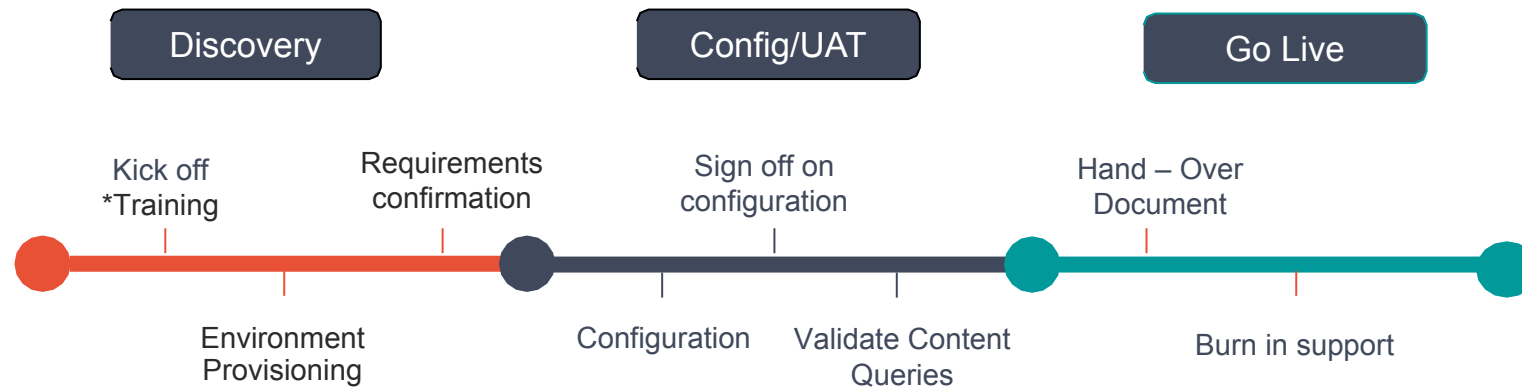 Discovery
Config/UAT
Go Live
Kick off
*Training
Requirements
confirmation
Sign off on
configuration
Hand – Over
Document
Environment
Provisioning
Configuration
Validate Content
Queries
Burn in support